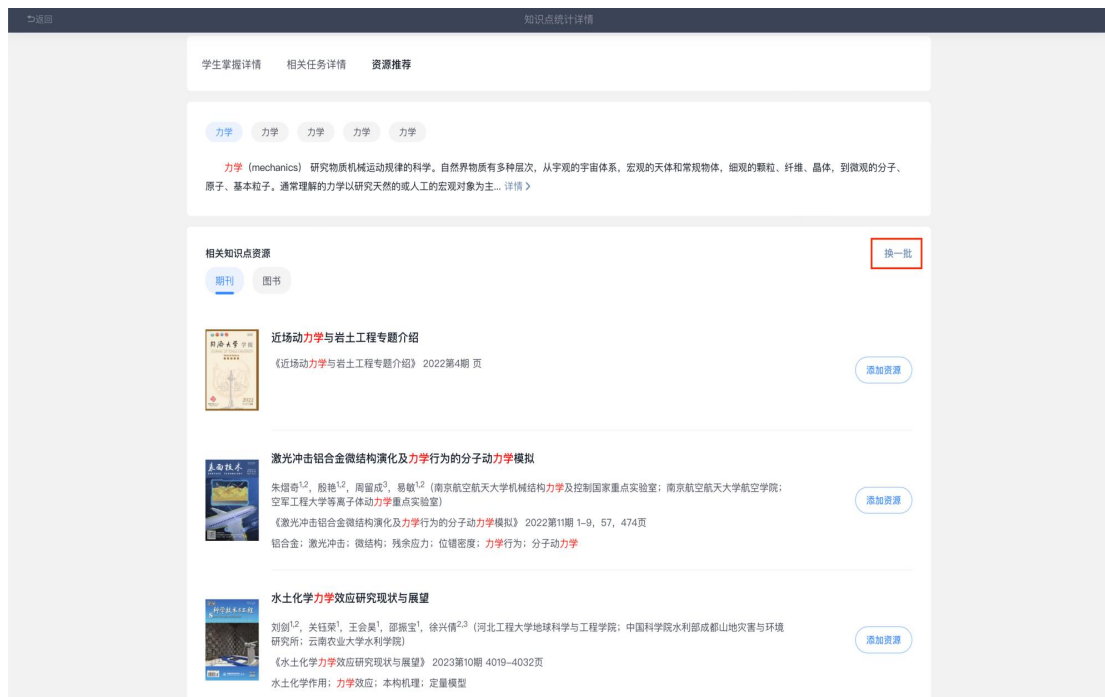 返回
知识点统计详情
学生掌握详情 相关任务详情 资源推荐
力学 力学 力学 力学 力学
力学（mechanics） 研究物质机械运动规律的科学。自然界物质有多种层次，从宇观的宇宙体系，宏观的天体和常规物体，细观的颗粒、纤维、晶体，到微观的分子、
原子、基本粒子。通常理解的力学以研究天然的或人工的宏观对象为主... 详情
相关知识点资源
换一批
期刊 图书
近场动力学与岩土工程专题介绍
《近场动力学与岩土工程专题介绍》 2022第4期 页
添加资源
激光冲击铝合金微结构演化及力学行为的分子动力学模拟
朱熠奇1,2，殷艳1,2，周留成3，易敏1,2（南京航空航天大学机械结构力学及控制国家重点实验室；南京航空航天大学航空学院；
空军工程大学等离子体动力学重点实验室）
《激光冲击铝合金微结构演化及力学行为的分子动力学模拟》 2022第11期 1-9，57，474页
铝合金；激光冲击；微结构；残余应力；位错密度；力学行为；分子动力学
添加资源
水土化学力学效应研究现状与展望
刘剑1,2，关钰荣1，王会昊1，邵振宝1，徐兴倩2,3（河北工程大学地球科学与工程学院；中国科学院水利部成都山地灾害与环境
研究所；云南农业大学水利学院）
《水土化学力学效应研究现状与展望》 2023第10期 4019-4032页
水土化学作用；力学效应；本构机理；定量模型
添加资源
表面技术
科学技术与工程